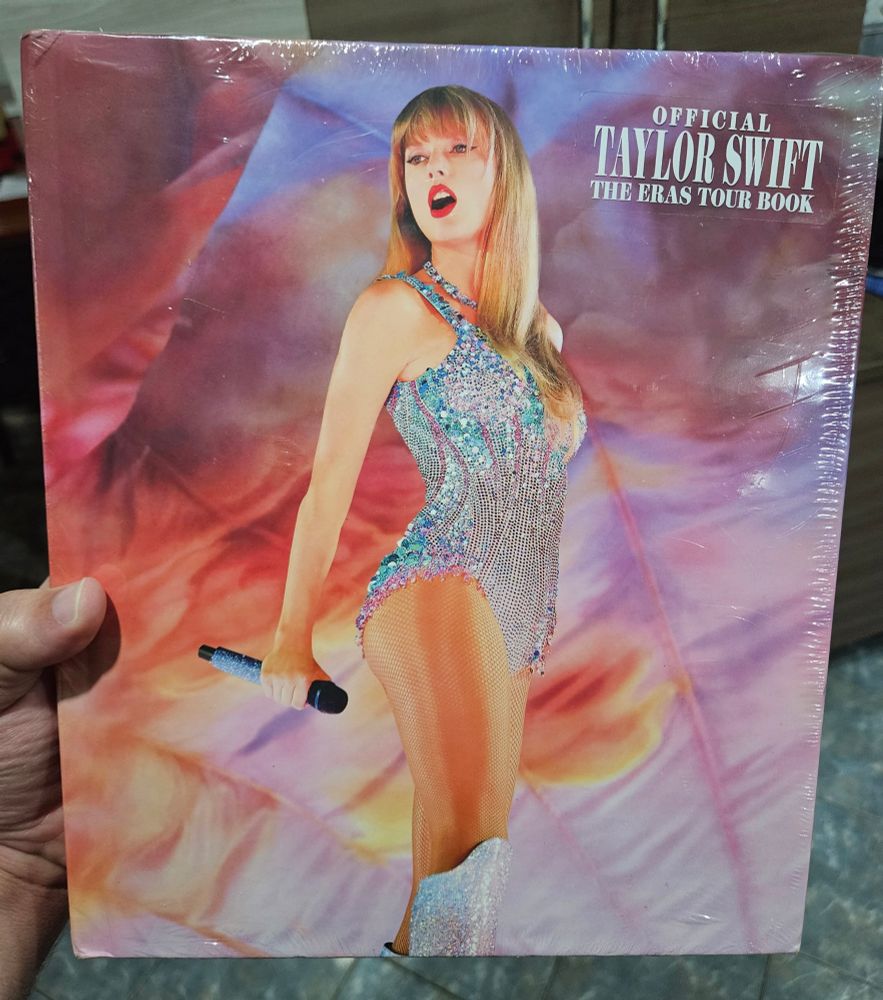 OFFICIAL
TAYLOR SWIFT
THE ERAS TOUR BOOK